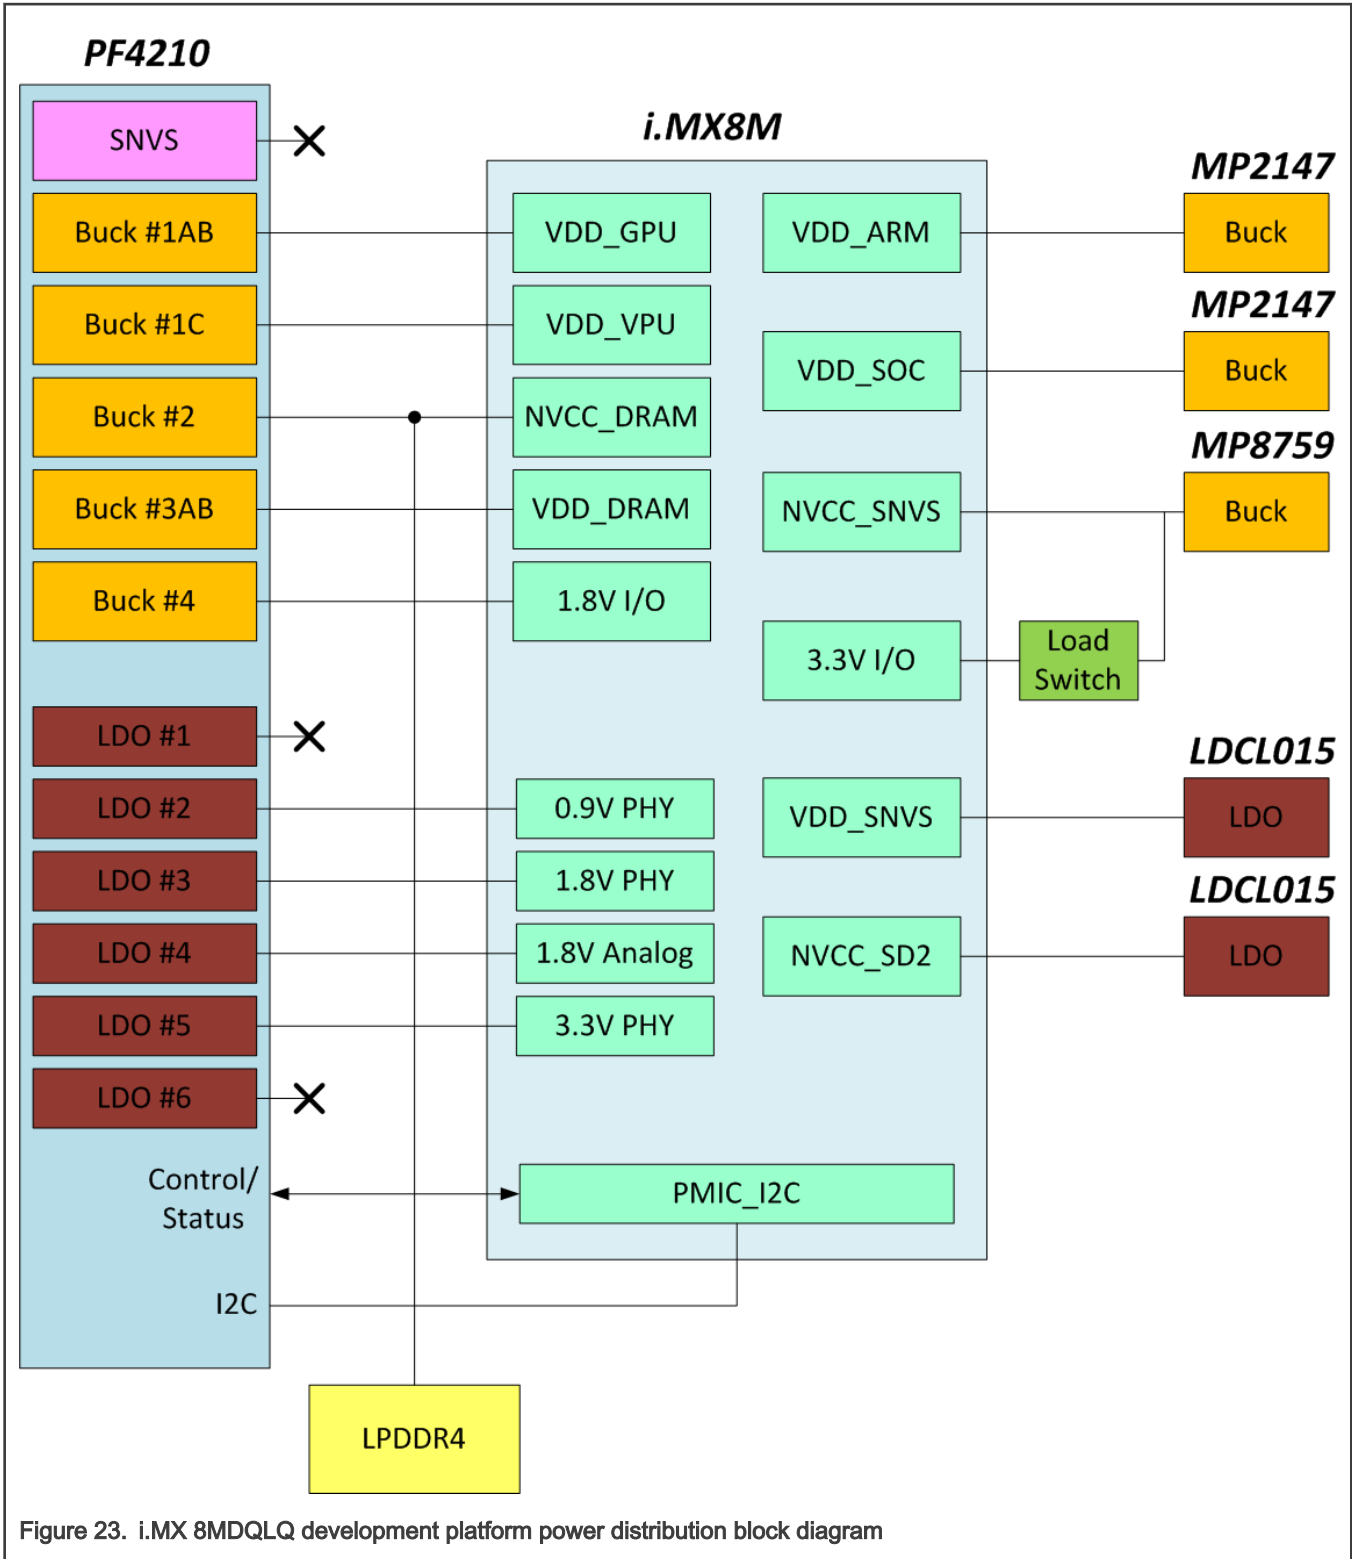 PF4210
SNVS
Buck #1AB
Buck #1C
Buck #2
Buck #3AB
Buck #4
LDO #1
LDO #2
LDO #3
LDO #4
LDO #5
LDO #6
Control/
Status
I2C
i.MX8M
VDD_GPU
VDD_VPU
NVCC_DRAM
VDD_DRAM
1.8V I/O
0.9V PHY
1.8V PHY
1.8V Analog
3.3V PHY
VDD_ARM
VDD_SOC
NVCC_SNVS
3.3V I/O
VDD_SNVS
NVCC_SD2
PMIC_I2C
Load
Switch
MP2147
Buck
MP2147
Buck
MP8759
Buck
LDCL015
LDO
LDCL015
LDO
LPDDR4
Figure 23. i.MX 8MDQLQ development platform power distribution block diagram